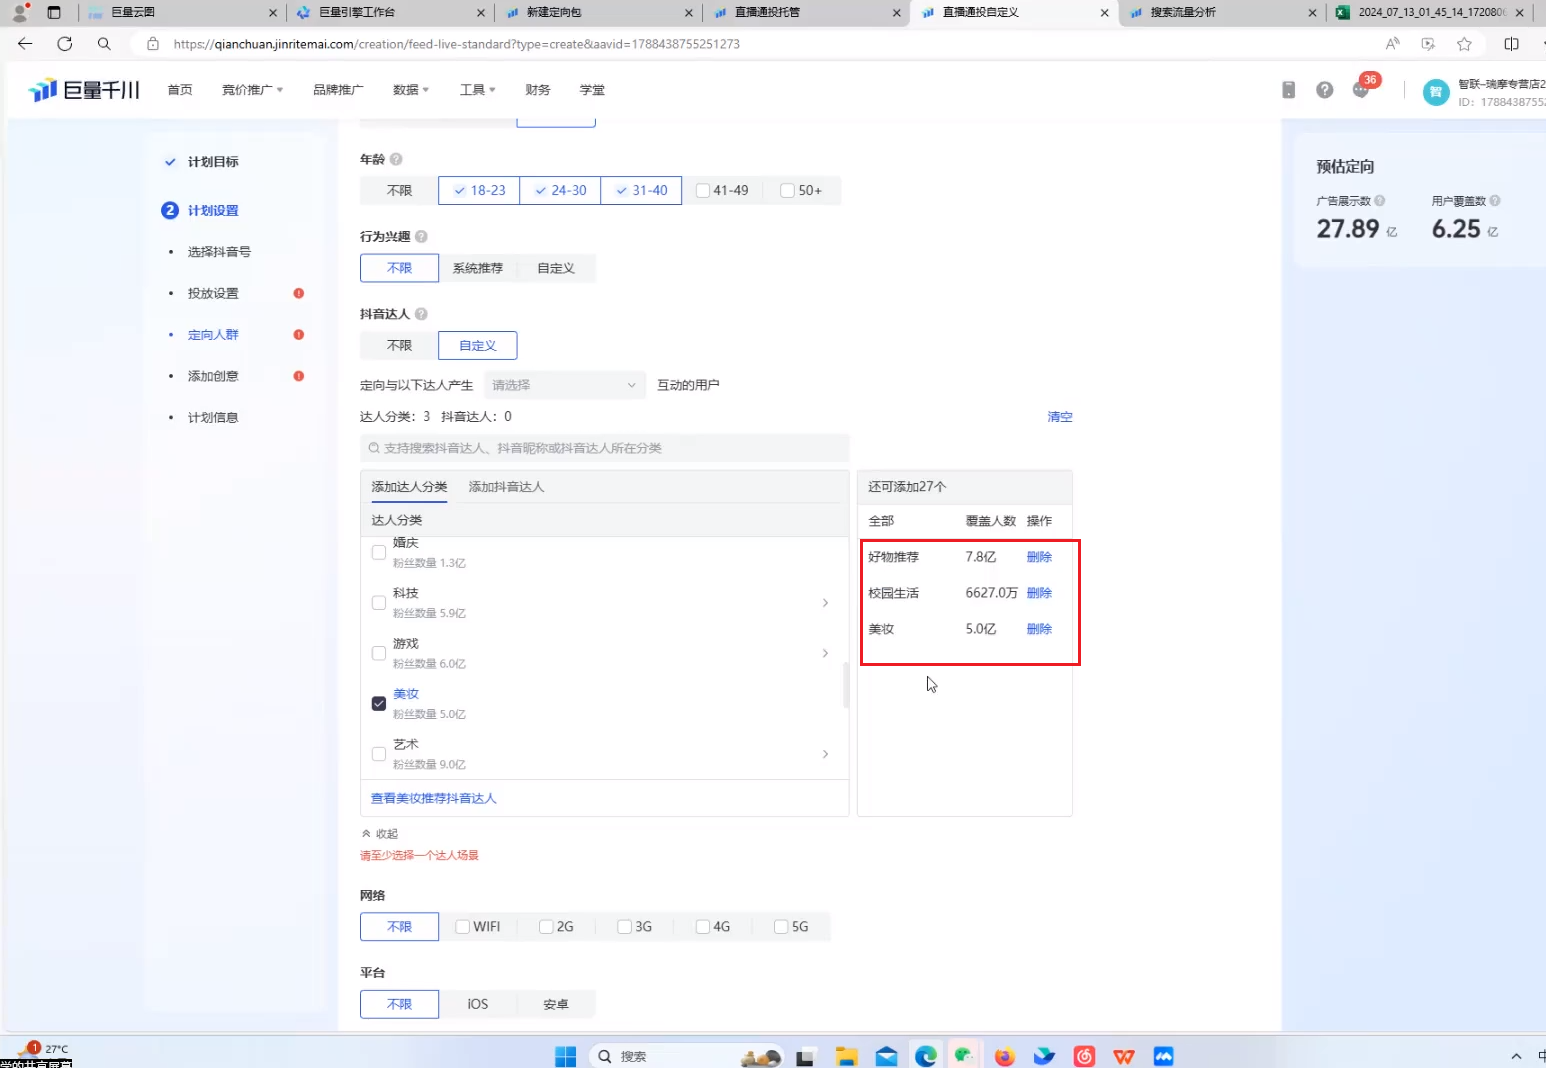 巨量云图
巨量引擎工作台
新建定向包
直播通投托管
直播通投自定义
搜索流量分析
2024_07_13_01_45_14_172080
https://qianchuan.jinritemai.com/creation/feed-live-standard?type=create&aavid=1788438755251273
巨量千川
首页
竞价推广
品牌推广
数据
工具
财务
学堂
36
智
智联-瑞摩专营店2
ID: 1788438755
计划目标
2 计划设置
选择抖音号
投放设置
定向人群
添加创意
计划信息
年龄
不限 18-23 24-30 31-40 41-49 50+
行为兴趣
不限 系统推荐 自定义
抖音达人
不限 自定义
定向与以下达人产生 请选择 互动的用户
达人分类：3 抖音达人：0 清空
支持搜索抖音达人、抖音昵称或抖音达人所在分类
添加达人分类 添加抖音达人
达人分类
婚庆
粉丝数量 1.3亿
科技
粉丝数量 5.9亿
游戏
粉丝数量 6.0亿
美妆
粉丝数量 5.0亿
艺术
粉丝数量 9.0亿
查看美妆推荐抖音达人
还可添加27个
全部 覆盖人数 操作
好物推荐 7.8亿 删除
校园生活 6627.0万 删除
美妆 5.0亿 删除
收起
请至少选择一个达人场景
网络
不限 WIFI 2G 3G 4G 5G
平台
不限 iOS 安卓
预估定向
广告展示数 用户覆盖数
27.89 亿 6.25 亿
1
27°C
搜索
中